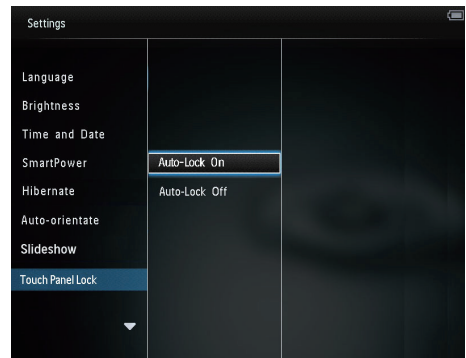 Settings
Language
Brightness
Time and Date
SmartPower
Hibernate
Auto-orientate
Slideshow
Touch Panel Lock
Auto-Lock On
Auto-Lock Off